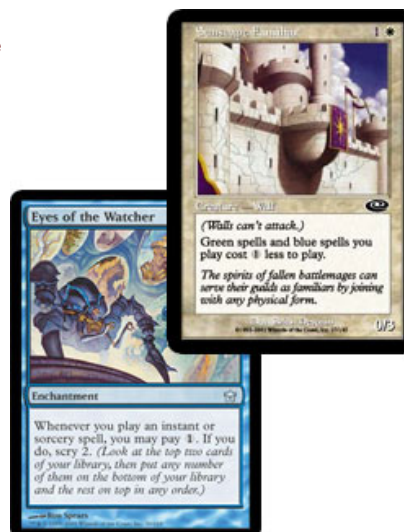 Sunscape Familiar 1
Creature — Wall
(Walls can't attack.)
Green spells and blue spells you
play cost 1 less to play.
The spirits of fallen battlemages can
serve their guilds as familiars by joining
with any physical form.
0/3
Eyes of the Watcher
Enchantment
Whenever you play an instant or
sorcery spell, you may pay 1. If you
do, scry 2. (Look at the top two cards
of your library, then put any number
of them on the bottom of your library
and the rest on top in any order.)